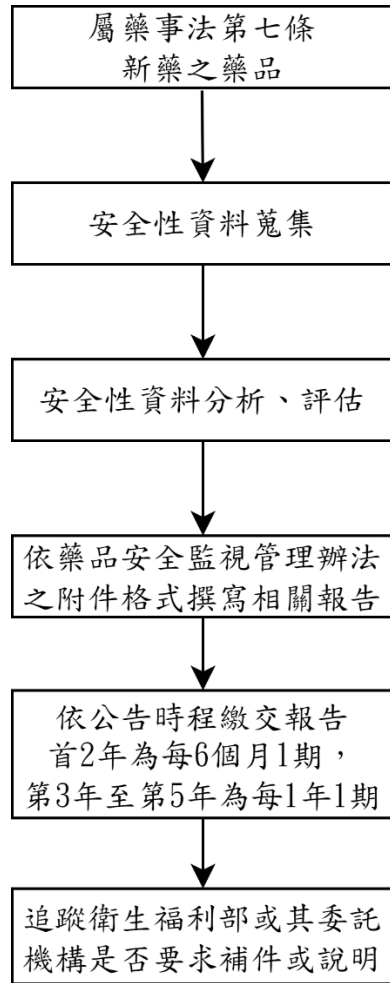 屬藥事法第七條
新藥之藥品
安全性資料蒐集
安全性資料分析、評估
依藥品安全監視管理辦法
之附件格式撰寫相關報告
依公告時程繳交報告
首2年為每6個月1期，
第3年至第5年為每1年1期
追蹤衛生福利部或其委託
機構是否要求補件或說明